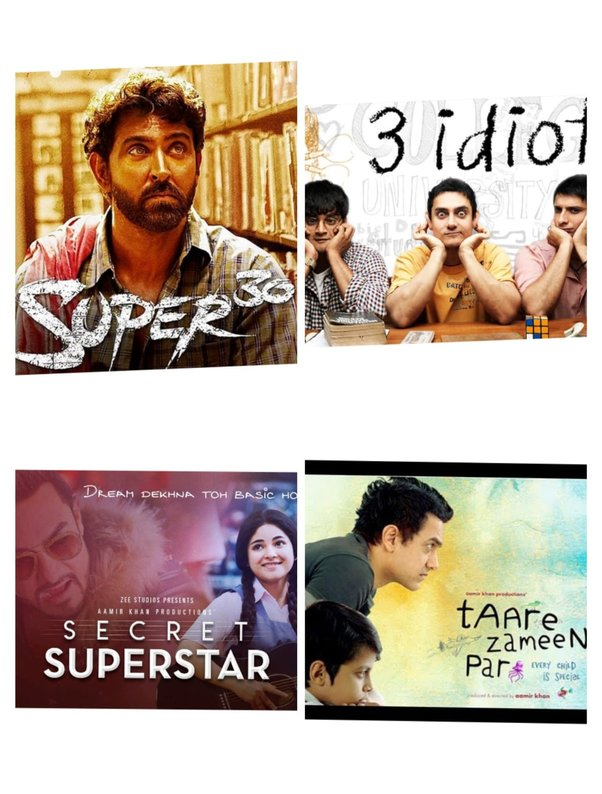 SUPER 30
3 idiot
UNIVERSITY
DREAM DEKHNA TOH BASIC HO
ZEE STUDIOS PRESENTS
AAMIR KHAN PRODUCTIONS'
SECRET
SUPERSTAR
aamir khan productions'
tAARe
zameeN
Par
EVERY CHILD
IS SPECIAL
produced & directed by aamir khan